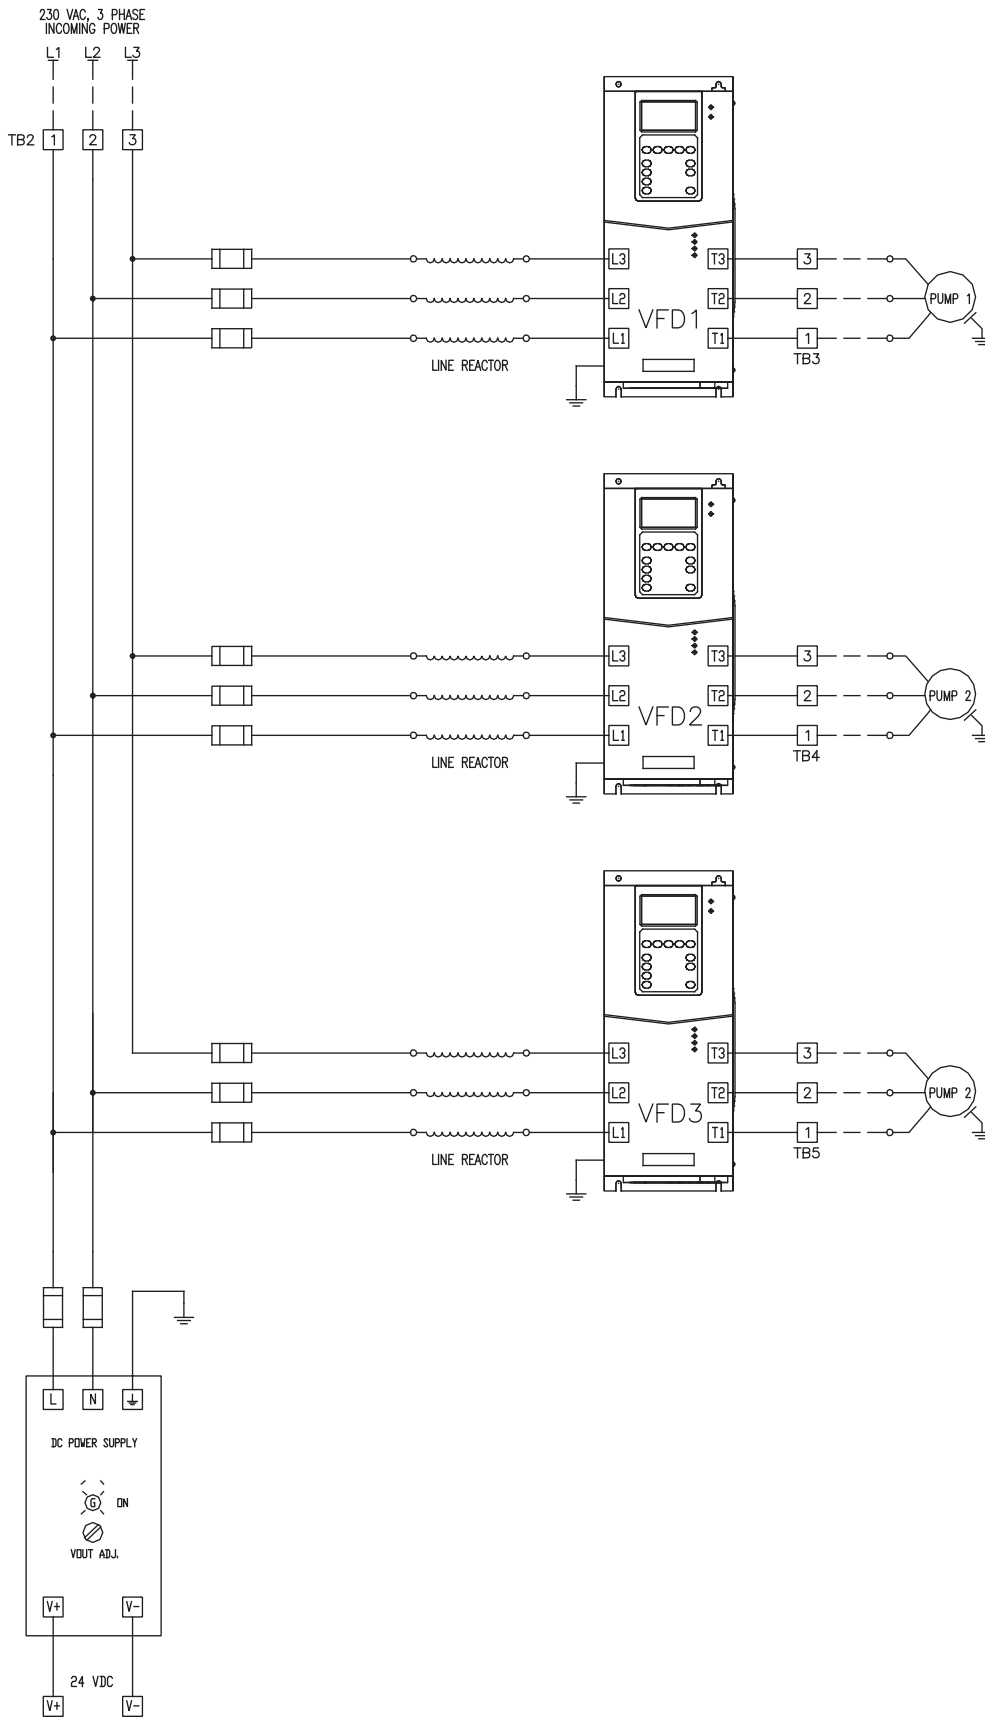 230 VAC, 3 PHASE
INCOMING POWER
L1 L2 L3
TB2 1 2 3
L3 T3 3
L2 T2 2 PUMP 1
VFD1
L1 T1 1
LINE REACTOR TB3
L3 T3 3
L2 T2 2 PUMP 2
VFD2
L1 T1 1
LINE REACTOR TB4
L3 T3 3
L2 T2 2 PUMP 2
VFD3
L1 T1 1
LINE REACTOR TB5
L N
DC POWER SUPPLY
G ON
VOUT ADJ.
V+ V-
24 VDC
V+ V-